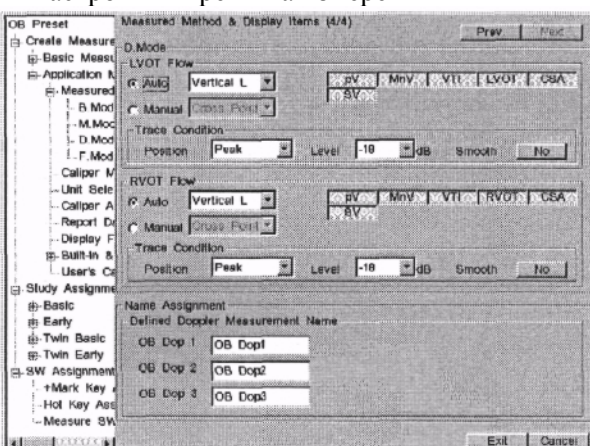 OB Preset
Create Measure
Basic Measu
Application M
Measured
B.Mod
M.Mod
D.Mod
F.Mod
Caliper M
Unit Sele
Caliper A
Report Da
Display F
Built-in &
User's Ca
Study Assignme
Basic
Early
Twin Basic
Twin Early
SW Assignment
+Mark Key
Hot Key Ass
Measure SW
Measured Method & Display Items (4/4)
Prev. Next
D.Mode
LVOT Flow
Auto Vertical L pV MnV VTI LVOT CSA
SV
Manual Cross Point
Trace Condition
Position Peak Level -18 dB Smooth No
RVOT Flow
Auto Vertical L pV MnV VTI RVOT CSA
SV
Manual Cross Point
Trace Condition
Position Peak Level -18 dB Smooth No
Name Assignment
Defined Doppler Measurement Name
OB Dop 1 OB Dop1
OB Dop 2 OB Dop2
OB Dop 3 OB Dop3
Exit Cancel